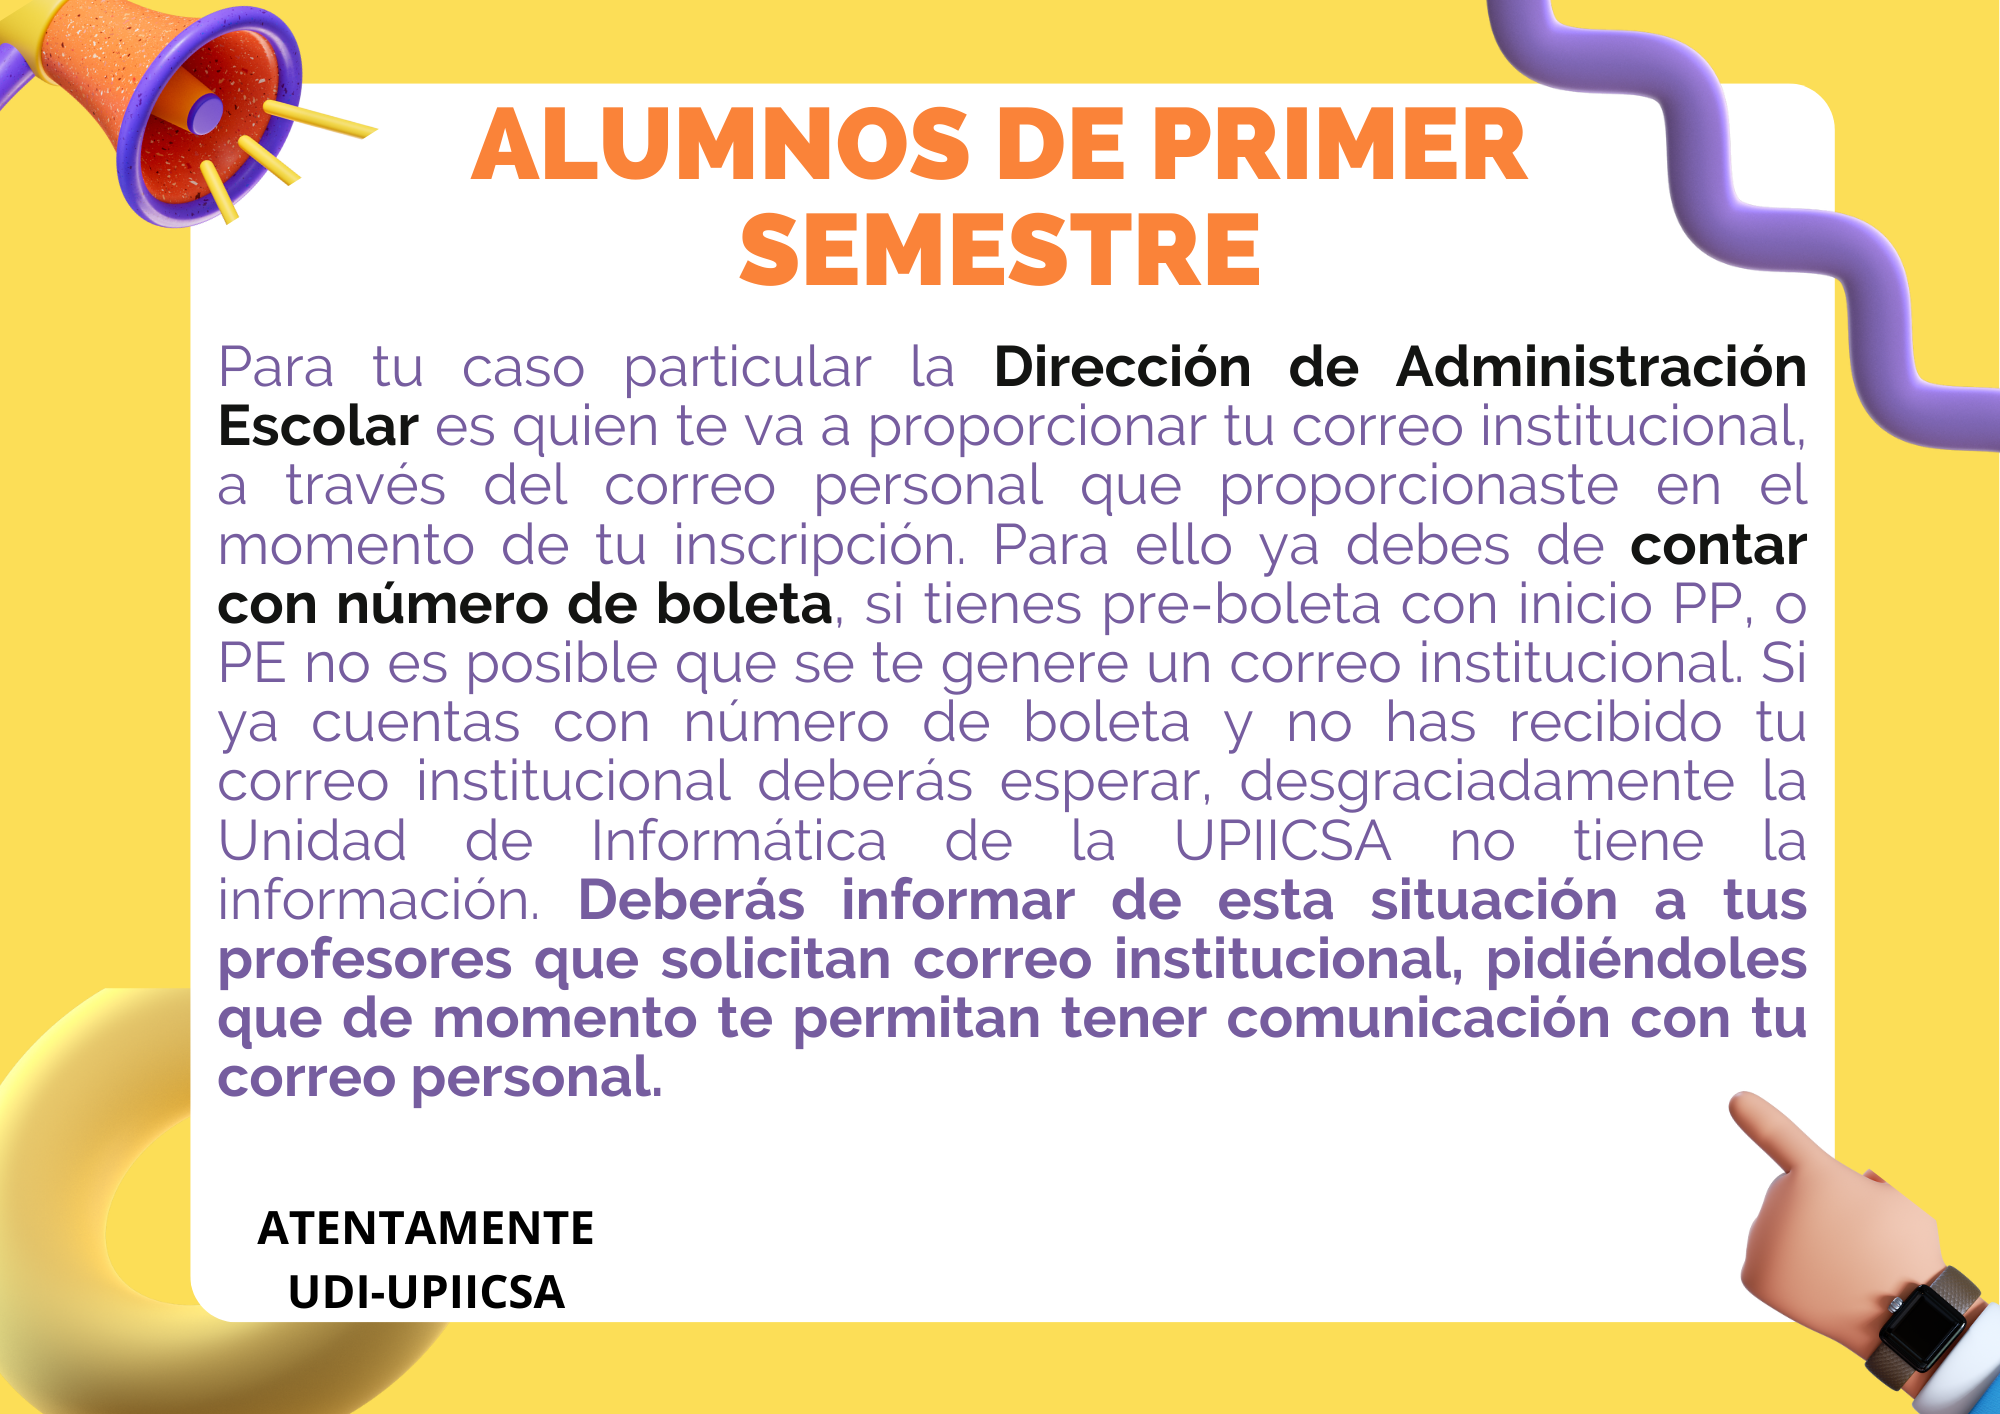 ALUMNOS DE PRIMER
SEMESTRE
Para tu caso particular la Dirección de Administración
Escolar es quien te va a proporcionar tu correo institucional,
a través del correo personal que proporcionaste en el
momento de tu inscripción. Para ello ya debes de contar
con número de boleta, si tienes pre-boleta con inicio PP, o
PE no es posible que se te genere un correo institucional. Si
ya cuentas con número de boleta y no has recibido tu
correo institucional deberás esperar, desgraciadamente la
Unidad de Informática de la UPIICSA no tiene la
información. Deberás informar de esta situación a tus
profesores que solicitan correo institucional, pidiéndoles
que de momento te permitan tener comunicación con tu
correo personal.
ATENTAMENTE
UDI-UPIICSA